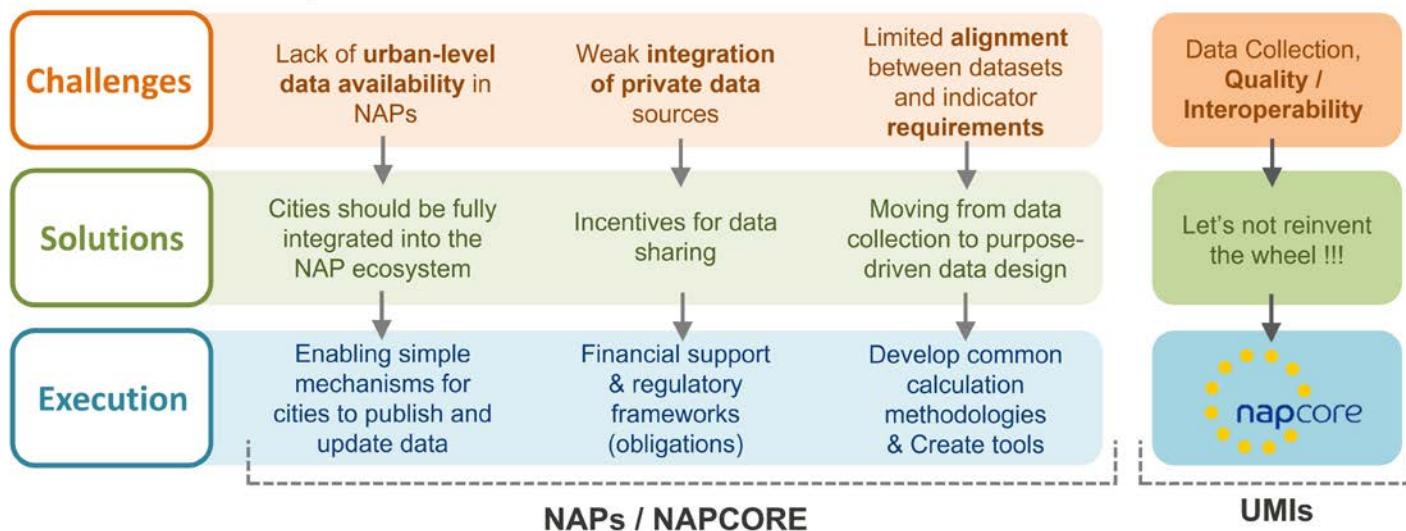 Challenges
Lack of urban-level
data availability in
NAPs
Weak integration
of private data
sources
Limited alignment
between datasets
and indicator
requirements
Data Collection,
Quality /
Interoperability
Solutions
Cities should be fully
integrated into the
NAP ecosystem
Incentives for data
sharing
Moving from data
collection to purpose-
driven data design
Let’s not reinvent
the wheel !!!
Execution
Enabling simple
mechanisms for
cities to publish and
update data
Financial support
& regulatory
frameworks
(obligations)
Develop common
calculation
methodologies
& Create tools
napcore
NAPs / NAPCORE
UMIs